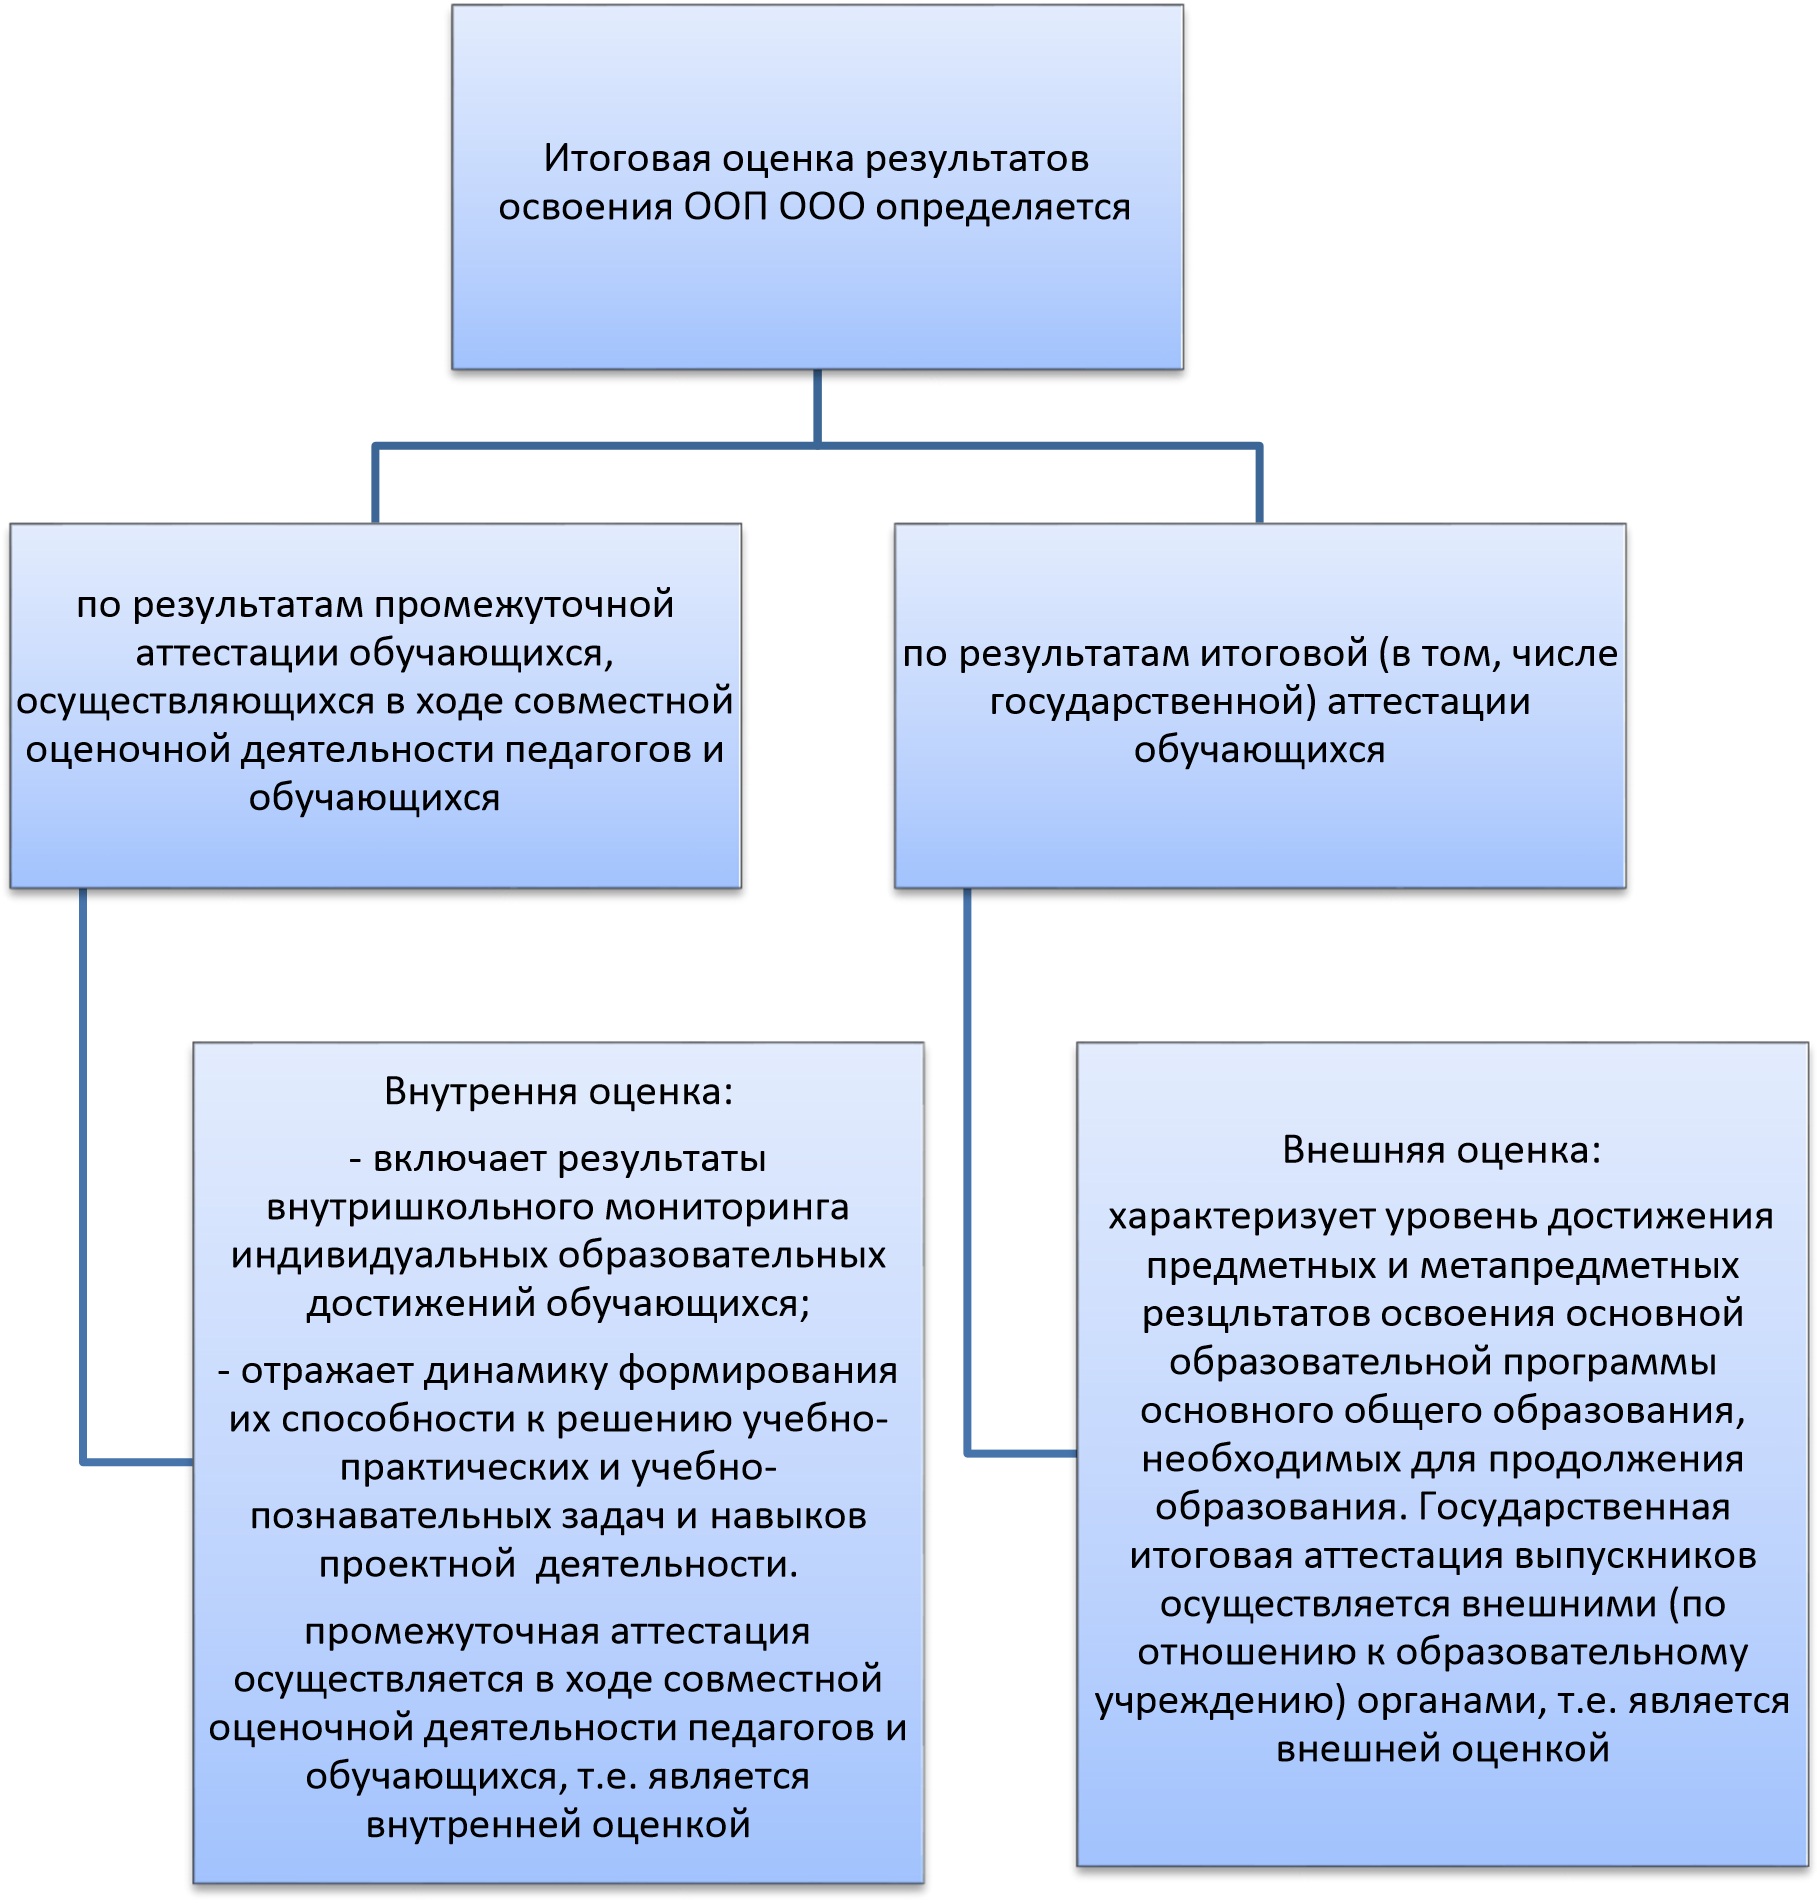 Итоговая оценка результатов
освоения ООП ООО определяется
по результатам промежуточной
аттестации обучающихся,
осуществляющихся в ходе совместной
оценочной деятельности педагогов и
обучающихся
по результатам итоговой (в том, числе
государственной) аттестации
обучающихся
Внутрення оценка:
- включает результаты
внутришкольного мониторинга
индивидуальных образовательных
достижений обучающихся;
- отражает динамику формирования
их способности к решению учебно-
практических и учебно-
познавательных задач и навыков
проектной  деятельности.
промежуточная аттестация
осуществляется в ходе совместной
оценочной деятельности педагогов и
обучающихся, т.е. является
внутренней оценкой
Внешняя оценка:
характеризует уровень достижения
предметных и метапредметных
резцльтатов освоения основной
образовательной программы
основного общего образования,
необходимых для продолжения
образования. Государственная
итоговая аттестация выпускников
осуществляется внешними (по
отношению к образовательному
учреждению) органами, т.е. является
внешней оценкой